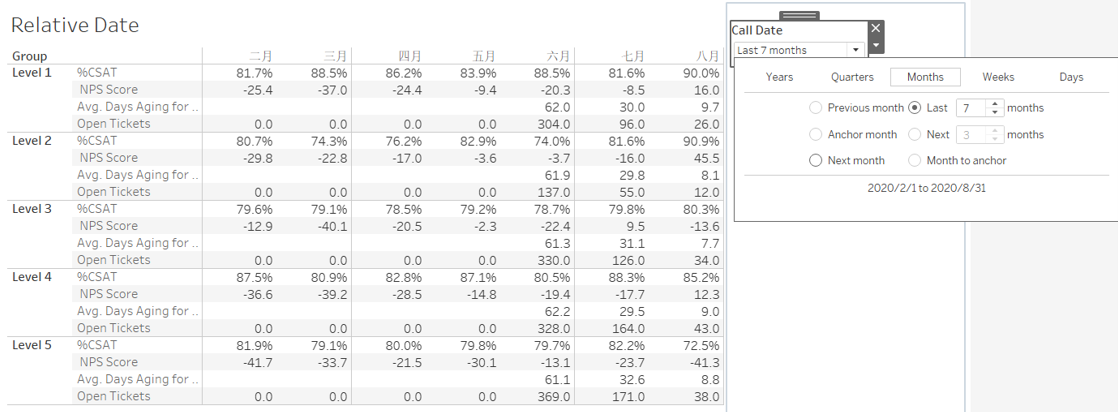 Relative Date
Group 二月 三月 四月 五月 六月 七月 八月
Level 1 %CSAT 81.7% 88.5% 86.2% 83.9% 88.5% 81.6% 90.0%
NPS Score -25.4 -37.0 -24.4 -9.4 -20.3 -8.5 16.0
Avg. Days Aging for .. 62.0 30.0 9.7
Open Tickets 0.0 0.0 0.0 0.0 304.0 96.0 26.0
Level 2 %CSAT 80.7% 74.3% 76.2% 82.9% 74.0% 81.6% 90.9%
NPS Score -29.8 -22.8 -17.0 -3.6 -3.7 -16.0 45.5
Avg. Days Aging for .. 61.9 29.8 8.1
Open Tickets 0.0 0.0 0.0 0.0 137.0 55.0 12.0
Level 3 %CSAT 79.6% 79.1% 78.5% 79.2% 78.7% 79.8% 80.3%
NPS Score -12.9 -40.1 -20.5 -2.3 -22.4 9.5 -13.6
Avg. Days Aging for .. 61.3 31.1 7.7
Open Tickets 0.0 0.0 0.0 0.0 330.0 126.0 34.0
Level 4 %CSAT 87.5% 80.9% 82.8% 87.1% 80.5% 88.3% 85.2%
NPS Score -36.6 -39.2 -28.5 -14.8 -19.4 -17.7 12.3
Avg. Days Aging for .. 62.2 29.5 9.0
Open Tickets 0.0 0.0 0.0 0.0 328.0 164.0 43.0
Level 5 %CSAT 81.9% 79.1% 80.0% 79.8% 79.7% 82.2% 72.5%
NPS Score -41.7 -33.7 -21.5 -30.1 -13.1 -23.7 -41.3
Avg. Days Aging for .. 61.1 32.6 8.8
Open Tickets 0.0 0.0 0.0 0.0 369.0 171.0 38.0
Call Date
Last 7 months
Years Quarters Months Weeks Days
Previous month Last 7 months
Anchor month Next 3 months
Next month Month to anchor
2020/2/1 to 2020/8/31